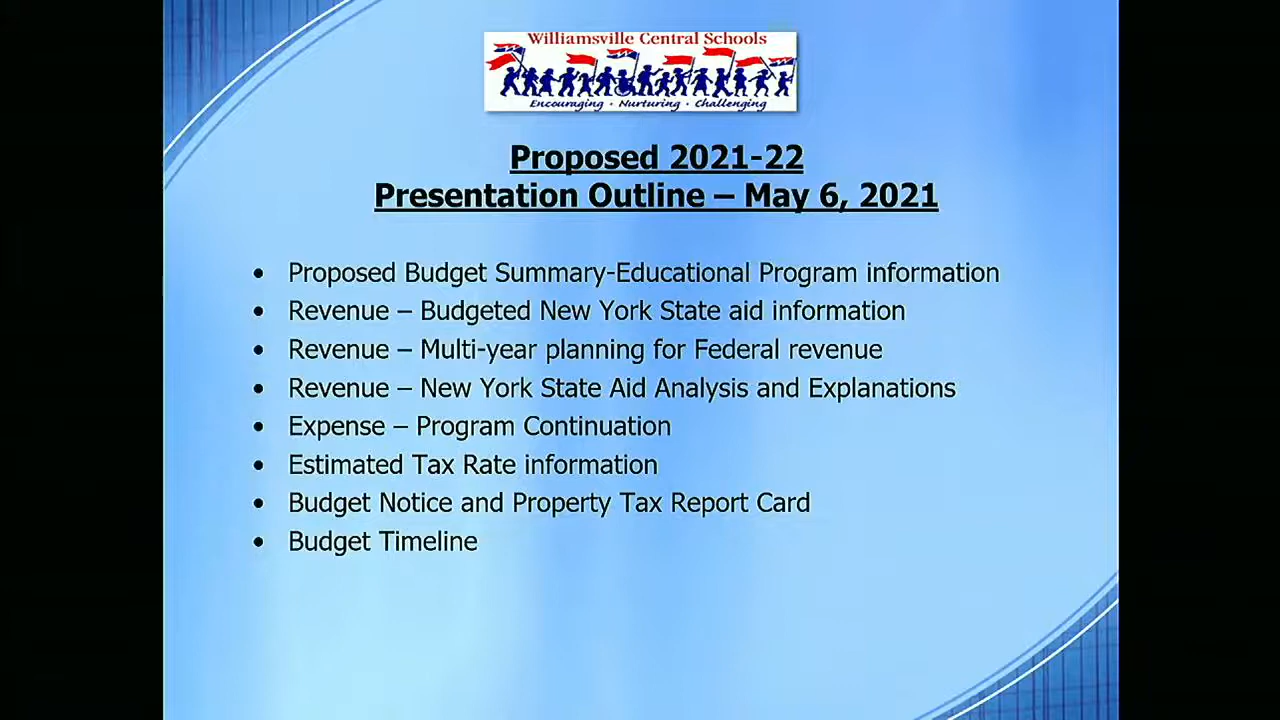 Williamsville Central Schools
Encouraging · Nurturing · Challenging
Proposed 2021-22
Presentation Outline – May 6, 2021
• Proposed Budget Summary-Educational Program information
• Revenue – Budgeted New York State aid information
• Revenue – Multi-year planning for Federal revenue
• Revenue – New York State Aid Analysis and Explanations
• Expense – Program Continuation
• Estimated Tax Rate information
• Budget Notice and Property Tax Report Card
• Budget Timeline